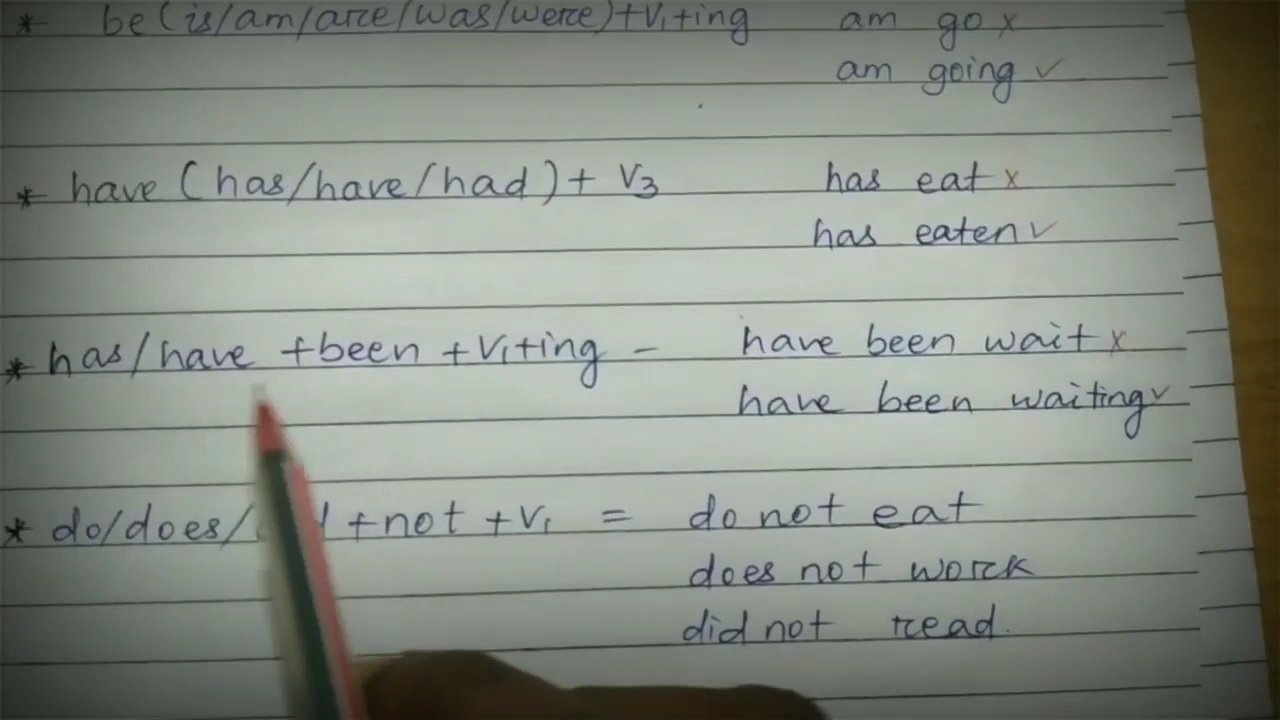 * be (is/am/are/was/were)+V1+ing am go x
am going ✓
* have (has/have/had)+ V3 has eat x
has eaten ✓
* has/have +been +V1+ing - have been wait x
have been waiting ✓
* do/does/ +not +V1 = do not eat
does not work
did not read.